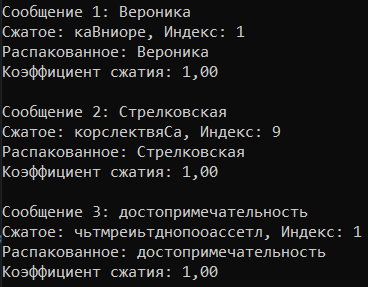 Сообщение 1: Вероника
Сжатое: каВниоре, Индекс: 1
Распакованное: Вероника
Коэффициент сжатия: 1,00
Сообщение 2: Стрелковская
Сжатое: корслектвяСа, Индекс: 9
Распакованное: Стрелковская
Коэффициент сжатия: 1,00
Сообщение 3: достопримечательность
Сжатое: чьтмреиьтднопооассетл, Индекс: 1
Распакованное: достопримечательность
Коэффициент сжатия: 1,00